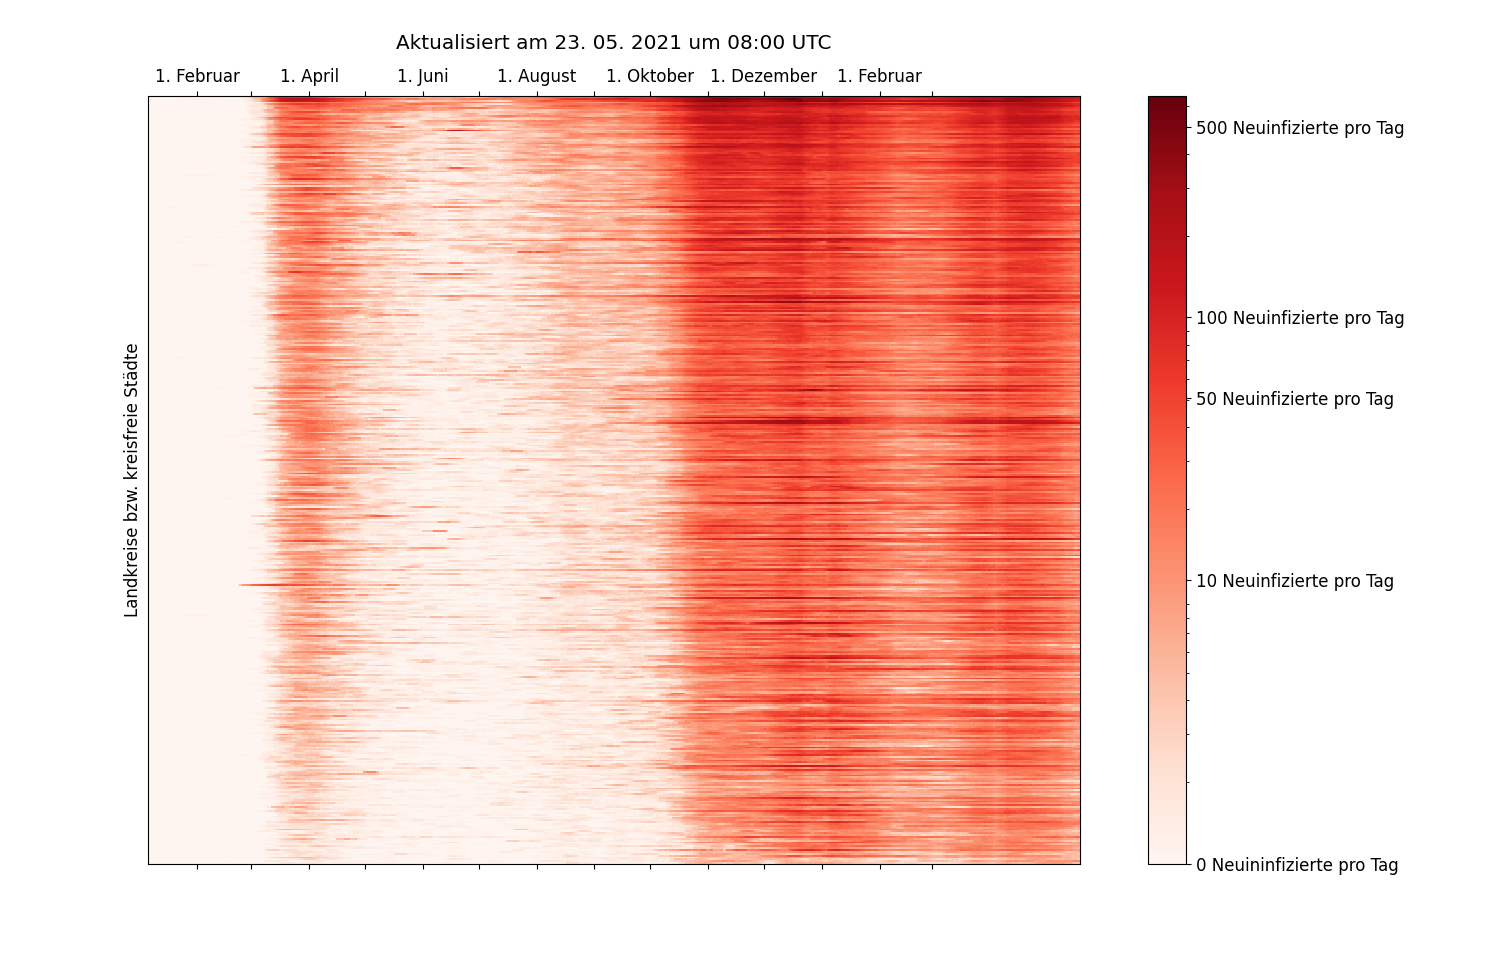 Aktualisiert am 23. 05. 2021 um 08:00 UTC
1. Februar 1. April 1. Juni 1. August 1. Oktober 1. Dezember 1. Februar
Landkreise bzw. kreisfreie Städte
500 Neuinfizierte pro Tag
100 Neuinfizierte pro Tag
50 Neuinfizierte pro Tag
10 Neuinfizierte pro Tag
0 Neuininfizierte pro Tag